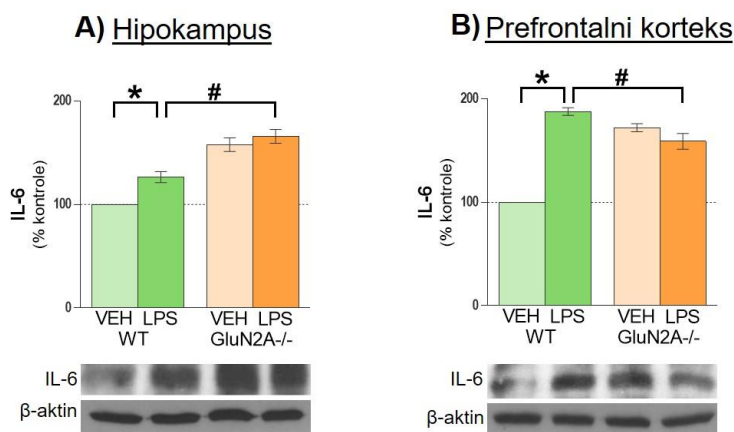 A) Hipokampus
* #
200
100
0
IL-6
(% kontrole)
VEH LPS VEH LPS
WT GluN2A-/-
IL-6
β-aktin
B) Prefrontalni korteks
* #
200
100
0
IL-6
(% kontrole)
VEH LPS VEH LPS
WT GluN2A-/-
IL-6
β-aktin